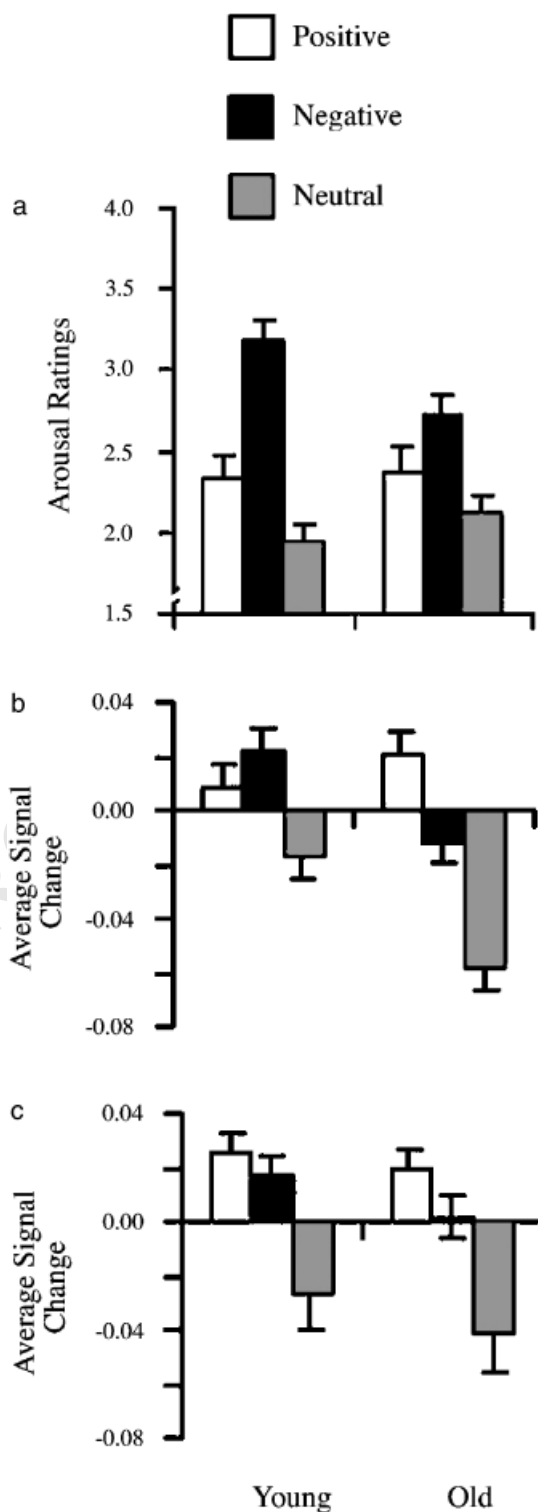 Positive
Negative
Neutral
a
4.0
3.5
3.0
2.5
2.0
1.5
Arousal Ratings
b
0.04
0.00
-0.04
-0.08
Average Signal
Change
c
0.04
0.00
-0.04
-0.08
Average Signal
Change
Young Old